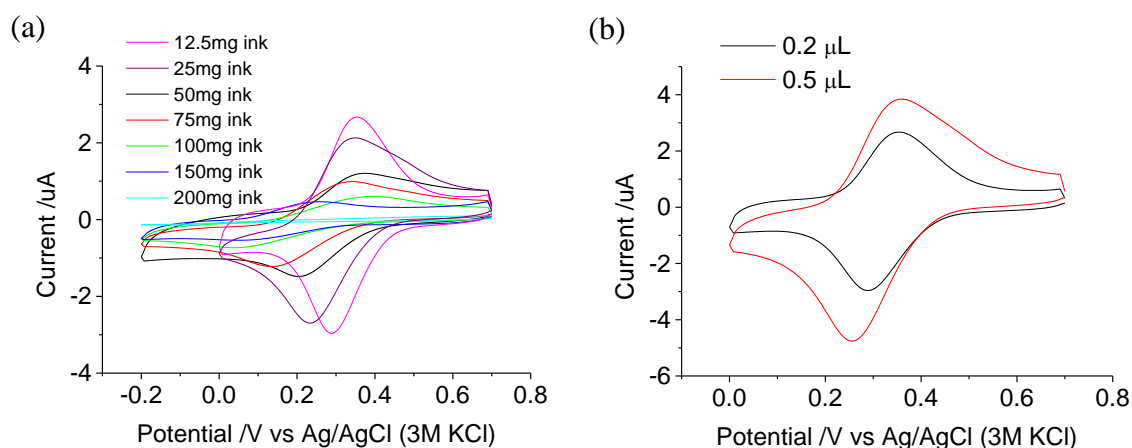 (a)
12.5mg ink
25mg ink
50mg ink
75mg ink
100mg ink
150mg ink
200mg ink
4
2
0
-2
-4
Current /uA
-0.2 0.0 0.2 0.4 0.6 0.8
Potential /V vs Ag/AgCl (3M KCl)
(b)
0.2 μL
0.5 μL
4
2
0
-2
-4
-6
Current /uA
0.0 0.2 0.4 0.6 0.8
Potential /V vs Ag/AgCl (3M KCl)